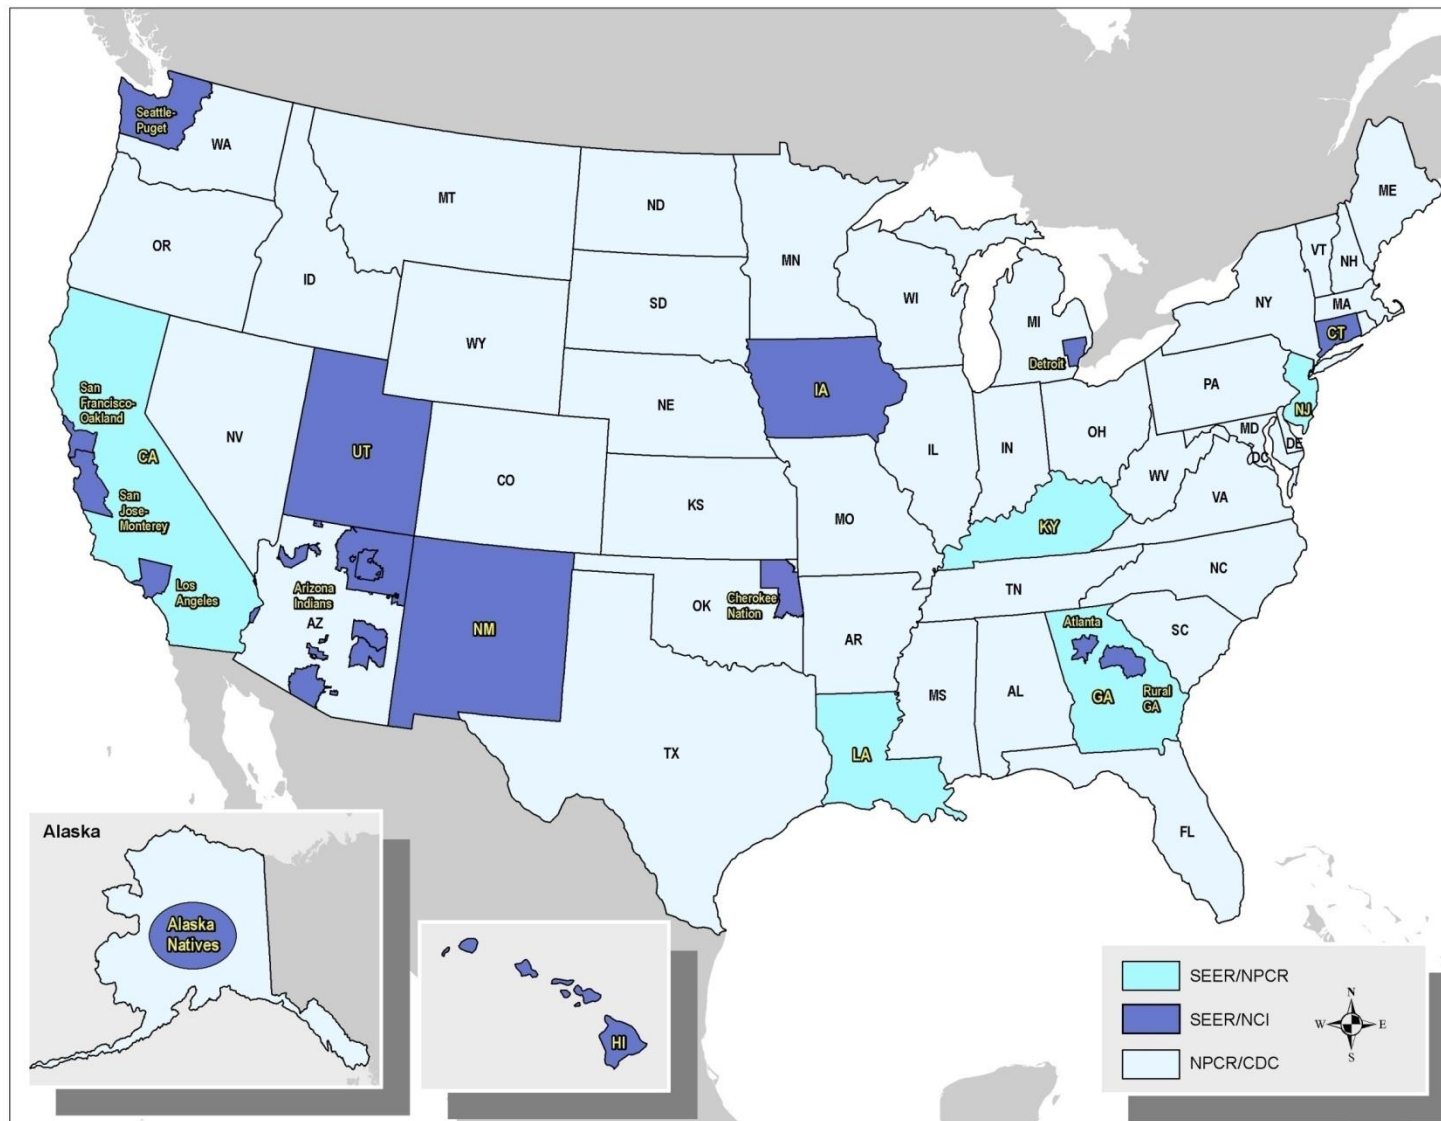 Seattle-
Puget
WA
MT
ND
MN
OR
ID
SD
WI
MI
Detroit
NY
VT
NH
ME
MA
CT
WY
San
Francisco-
Oakland
CA
NV
UT
NE
IA
IL
IN
OH
PA
NJ
MD
DE
DC
San
Jose-
Monterey
CO
KS
MO
KY
WV
VA
Los
Angeles
Arizona
Indians
AZ
NM
OK
Cherokee
Nation
AR
TN
NC
SC
Atlanta
GA
Rural
GA
MS
AL
LA
TX
FL
Alaska
Alaska
Natives
HI
SEER/NPCR
SEER/NCI
NPCR/CDC
N
W
E
S